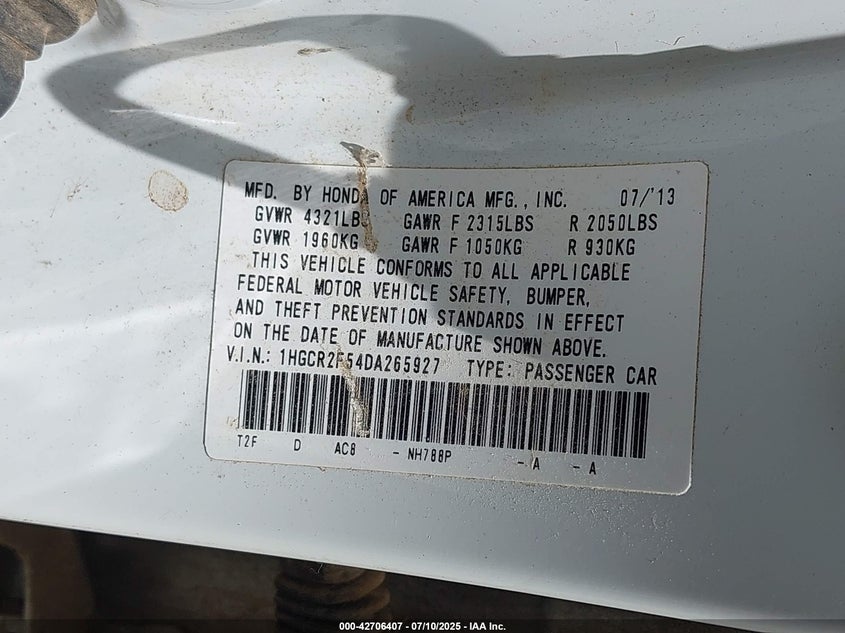 MFD. BY HONDA OF AMERICA MFG., INC. 07/'13
GVWR 4321LBS GAWR F 2315LBS R 2050LBS
GVWR 1960KG GAWR F 1050KG R 930KG
THIS VEHICLE CONFORMS TO ALL APPLICABLE
FEDERAL MOTOR VEHICLE SAFETY, BUMPER,
AND THEFT PREVENTION STANDARDS IN EFFECT
ON THE DATE OF MANUFACTURE SHOWN ABOVE.
V.I.N.: 1HGCR2F54DA265927 TYPE: PASSENGER CAR
T2F D AC8 - NH788P - A - A
000-42706407 - 07/10/2025 - IAA Inc.